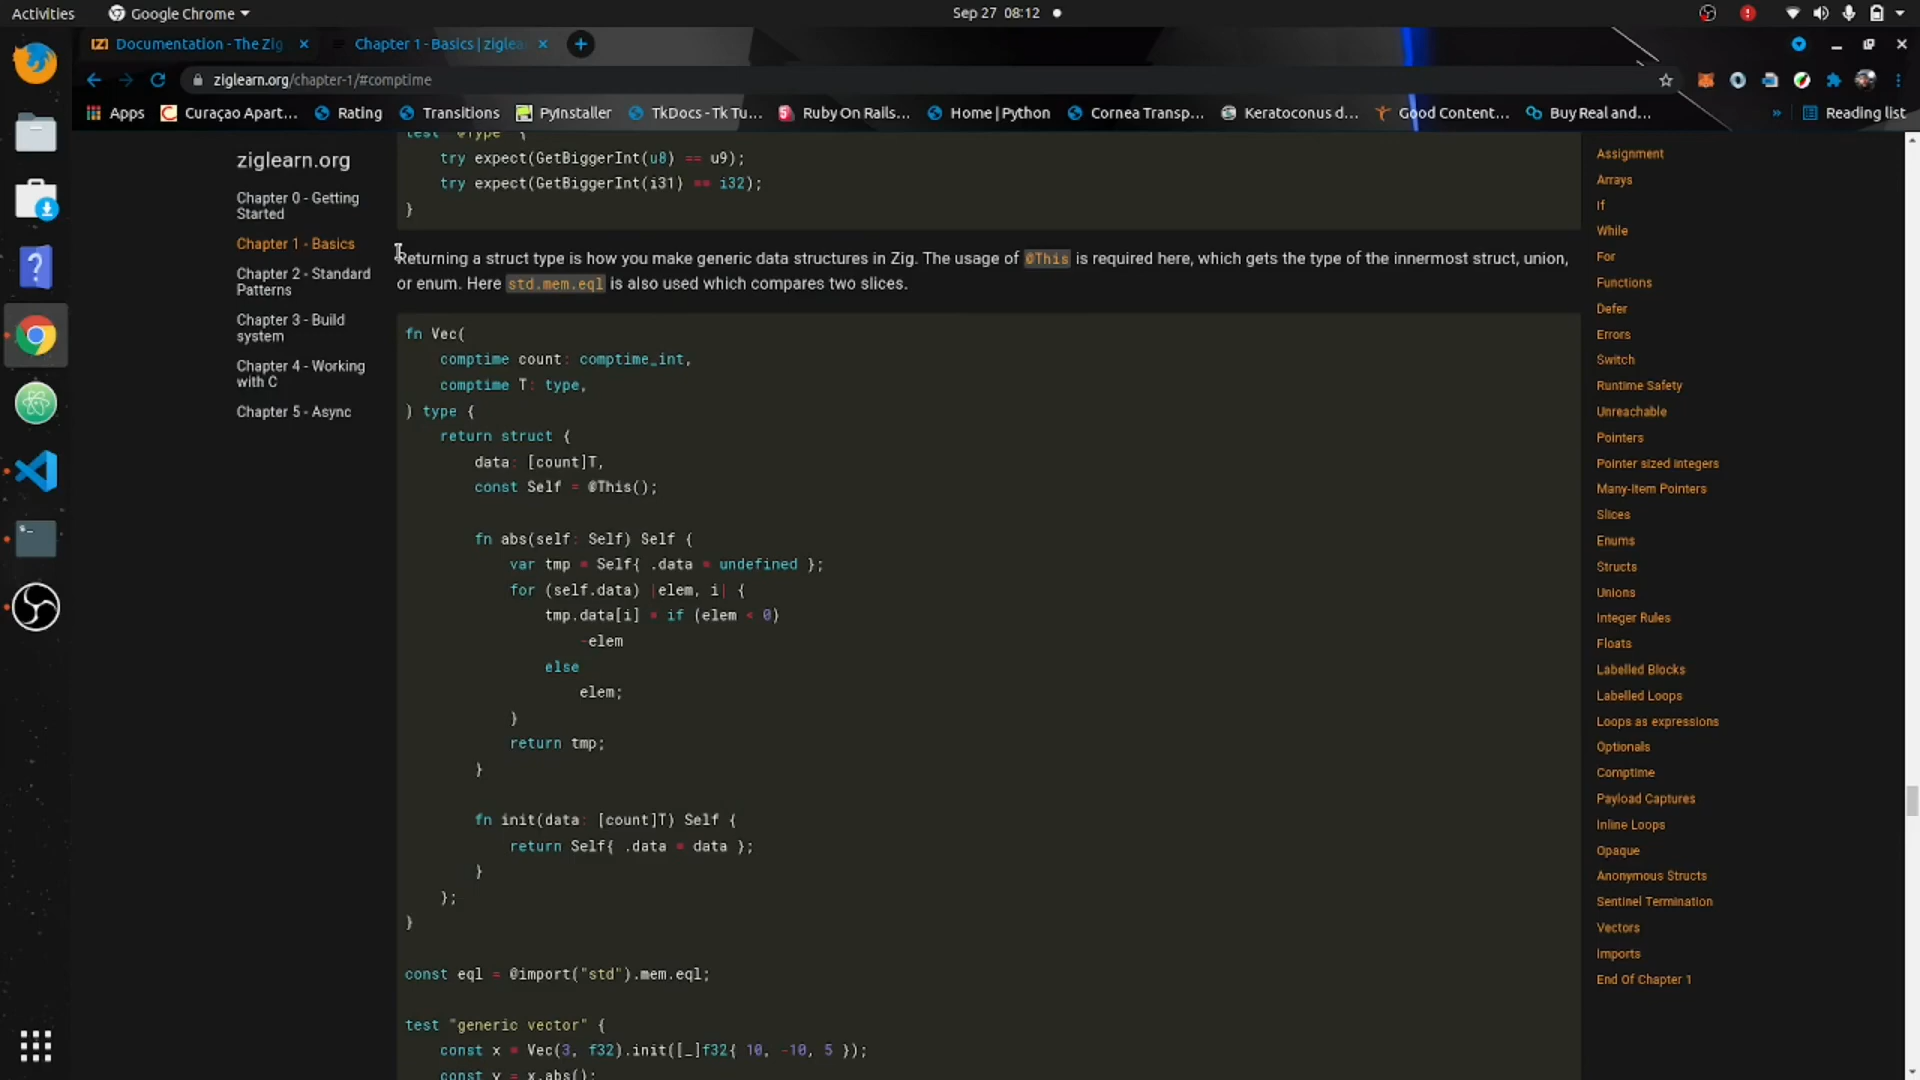 Activities
Google Chrome
Sep 27 08:12
Documentation - The Zig
Chapter 1 - Basics | ziglea
ziglearn.org/chapter-1/#comptime
Apps
Curaçao Apart...
Rating
Transitions
PyInstaller
TkDocs - Tk Tu...
Ruby On Rails...
Home | Python
Cornea Transp...
Keratoconus d...
Good Content...
Buy Real and...
»
Reading list
ziglearn.org
Chapter 0 - Getting
Started
Chapter 1 - Basics
Chapter 2 - Standard
Patterns
Chapter 3 - Build
system
Chapter 4 - Working
with C
Chapter 5 - Async
test "@Type" {
try expect(GetBiggerInt(u8) == u9);
try expect(GetBiggerInt(i31) == i32);
}
Returning a struct type is how you make generic data structures in Zig. The usage of @This is required here, which gets the type of the innermost struct, union,
or enum. Here std.mem.eql is also used which compares two slices.
fn Vec(
comptime count: comptime_int,
comptime T: type,
) type {
return struct {
data: [count]T,
const Self = @This();
fn abs(self: Self) Self {
var tmp = Self{ .data = undefined };
for (self.data) |elem, i| {
tmp.data[i] = if (elem < 0)
-elem
else
elem;
}
return tmp;
}
fn init(data: [count]T) Self {
return Self{ .data = data };
}
};
}
const eql = @import("std").mem.eql;
test "generic vector" {
const x = Vec(3, f32).init([_]f32{ 10, -10, 5 });
const y = x.abs();
Assignment
Arrays
If
While
For
Functions
Defer
Errors
Switch
Runtime Safety
Unreachable
Pointers
Pointer sized integers
Many-Item Pointers
Slices
Enums
Structs
Unions
Integer Rules
Floats
Labelled Blocks
Labelled Loops
Loops as expressions
Optionals
Comptime
Payload Captures
Inline Loops
Opaque
Anonymous Structs
Sentinel Termination
Vectors
Imports
End Of Chapter 1